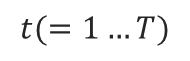 t(= 1 … T)